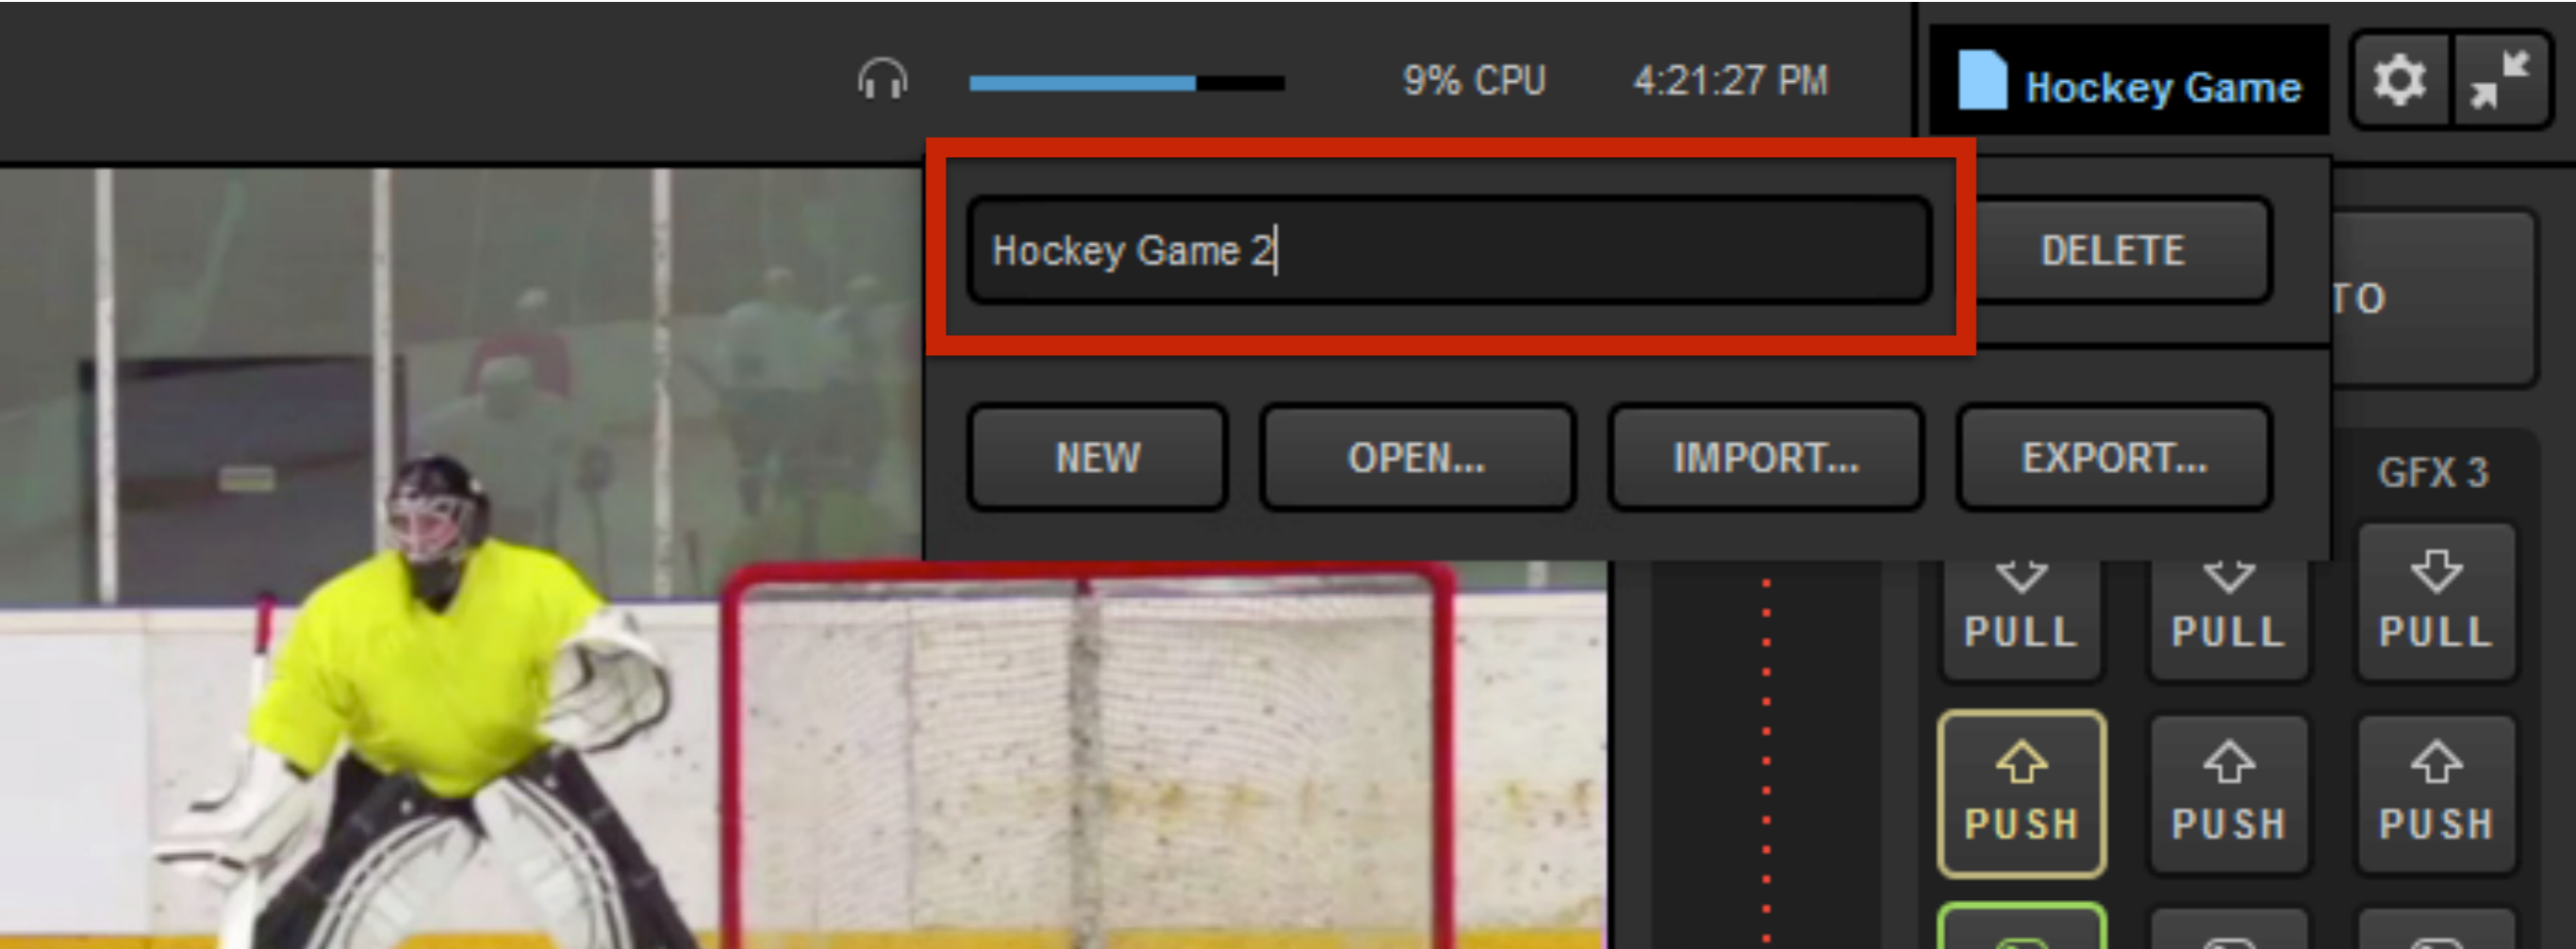 9% CPU
4:21:27 PM
Hockey Game
Hockey Game 2
DELETE
TO
NEW
OPEN...
IMPORT...
EXPORT...
GFX 3
PULL
PULL
PULL
PUSH
PUSH
PUSH